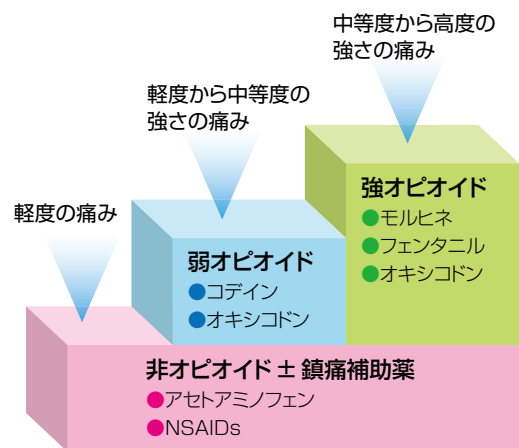 中等度から高度の
強さの痛み
軽度から中等度の
強さの痛み
軽度の痛み
強オピオイド
●モルヒネ
●フェンタニル
●オキシコドン
弱オピオイド
●コデイン
●オキシコドン
非オピオイド ± 鎮痛補助薬
●アセトアミノフェン
●NSAIDs